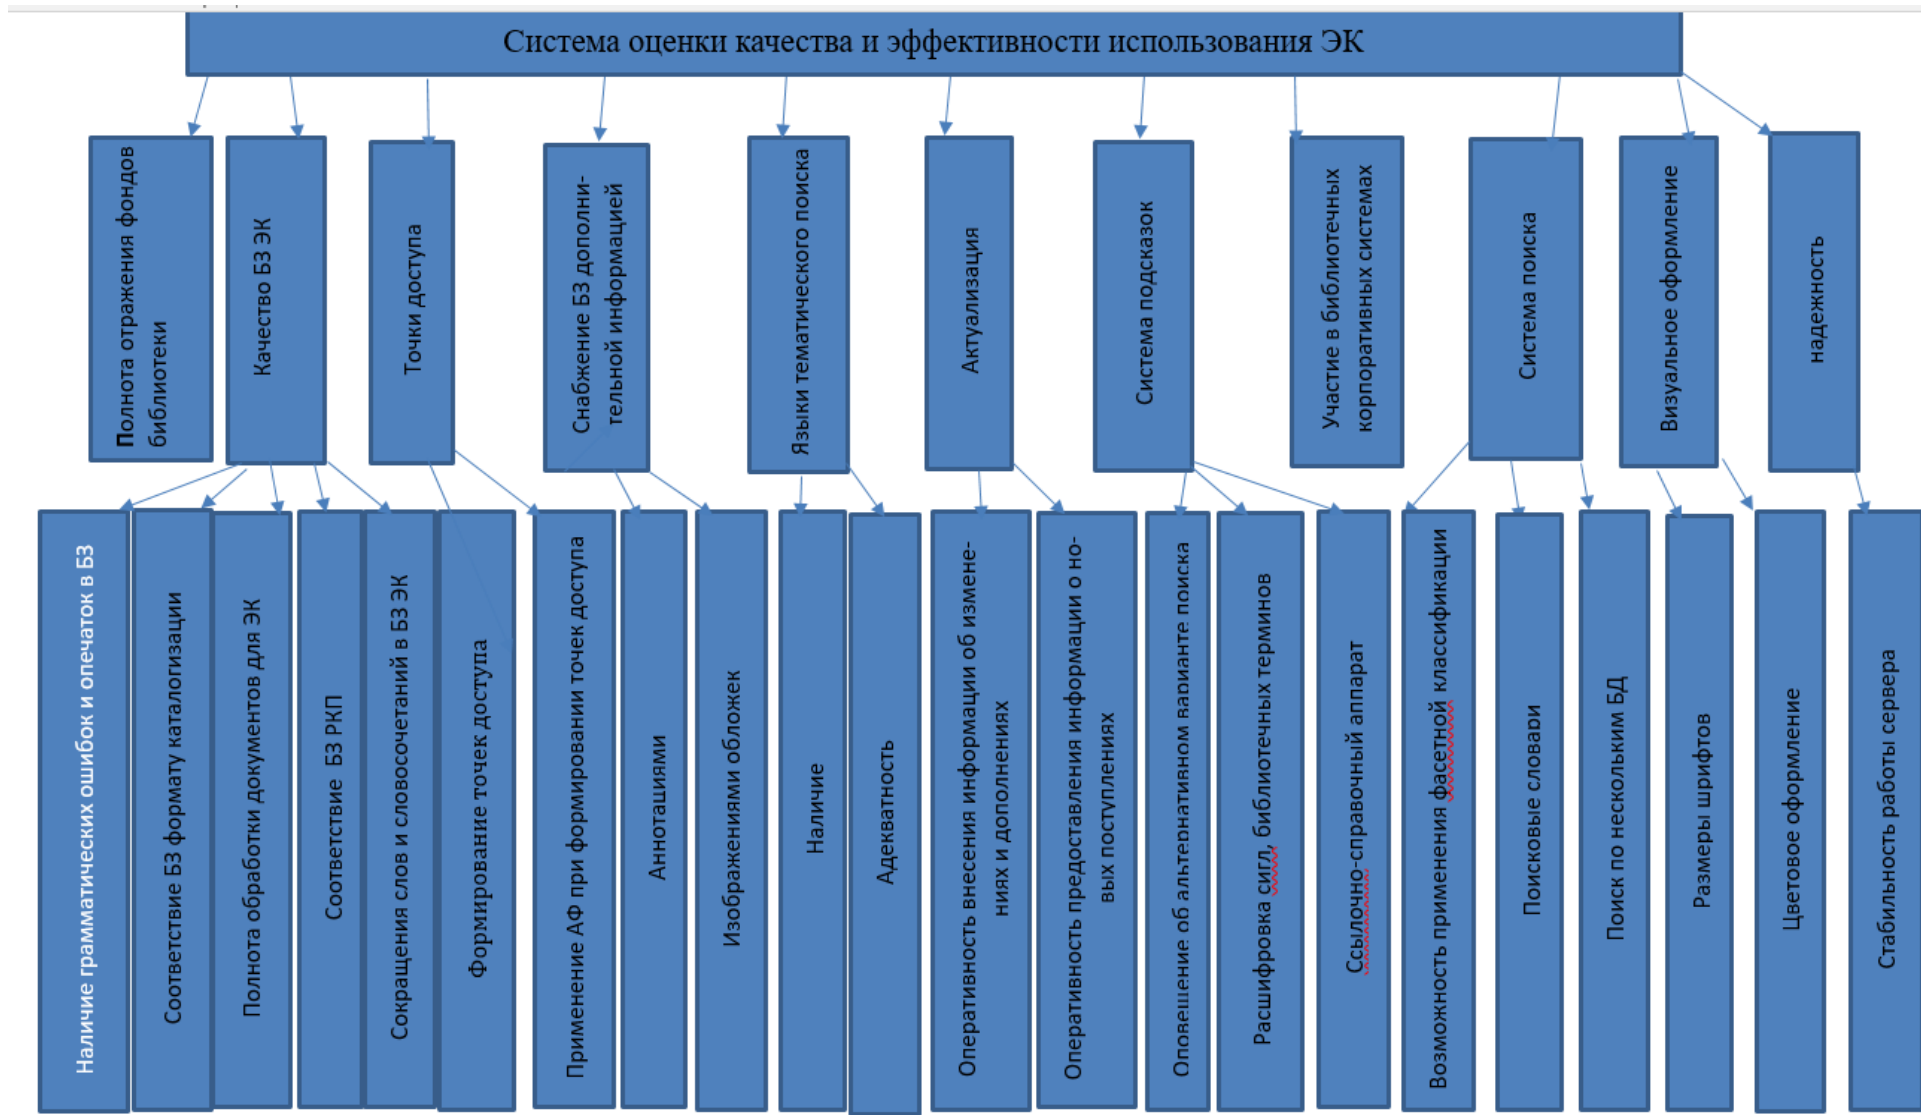 Система оценки качества и эффективности использования ЭК
Полнота отражения фондов
библиотеки
Качество БЗ ЭК
Точки доступа
Снабжение БЗ дополни-
тельной информацией
Языки тематического поиска
Актуализация
Система подсказок
Участие в библиотечных
корпоративных системах
Система поиска
Визуальное оформление
надежность
Наличие грамматических ошибок и опечаток в БЗ
Соответствие БЗ формату каталогизации
Полнота обработки документов для ЭК
Соответствие БЗ РКП
Сокращения слов и словосочетаний в БЗ ЭК
Формирование точек доступа
Применение АФ при формировании точек доступа
Аннотациями
Изображениями обложек
Наличие
Адекватность
Оперативность внесения информации об измене-
ниях и дополнениях
Оперативность предоставления информации о но-
вых поступлениях
Оповещение об альтернативном варианте поиска
Расшифровка сигл, библиотечных терминов
Ссылочно-справочный аппарат
Возможность применения фасетной классификации
Поисковые словари
Поиск по нескольким БД
Размеры шрифтов
Цветовое оформление
Стабильность работы сервера